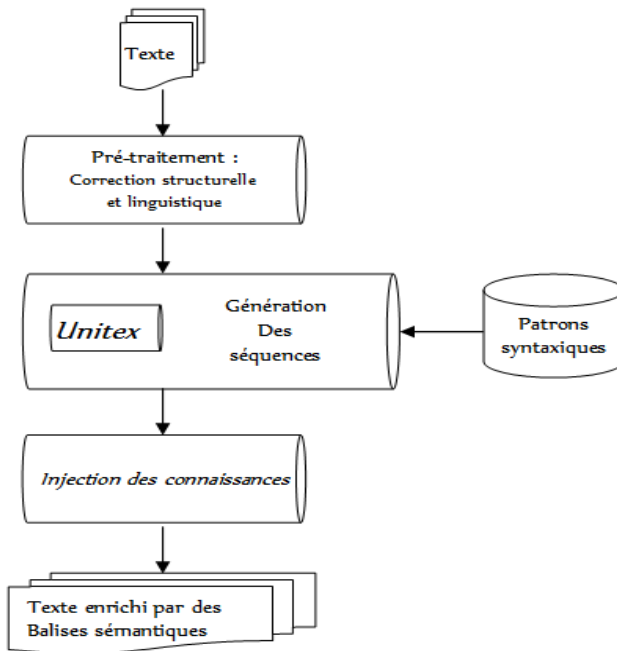 Texte
Pré-traitement :
Correction structurelle
et linguistique
Unitex
Génération
Des
séquences
Patrons
syntaxiques
Injection des connaissances
Texte enrichi par des
Balises sémantiques